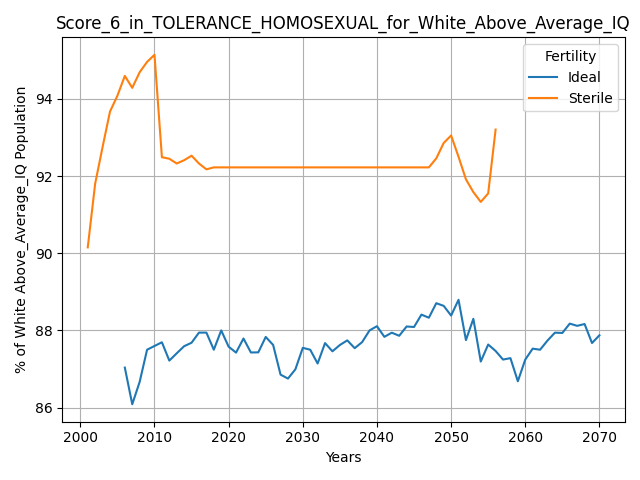 Score_6_in_TOLERANCE_HOMOSEXUAL_for_White_Above_Average_IQ
% of White Above_Average_IQ Population
94
92
90
88
86
Fertility
Ideal
Sterile
2000 2010 2020 2030 2040 2050 2060 2070
Years